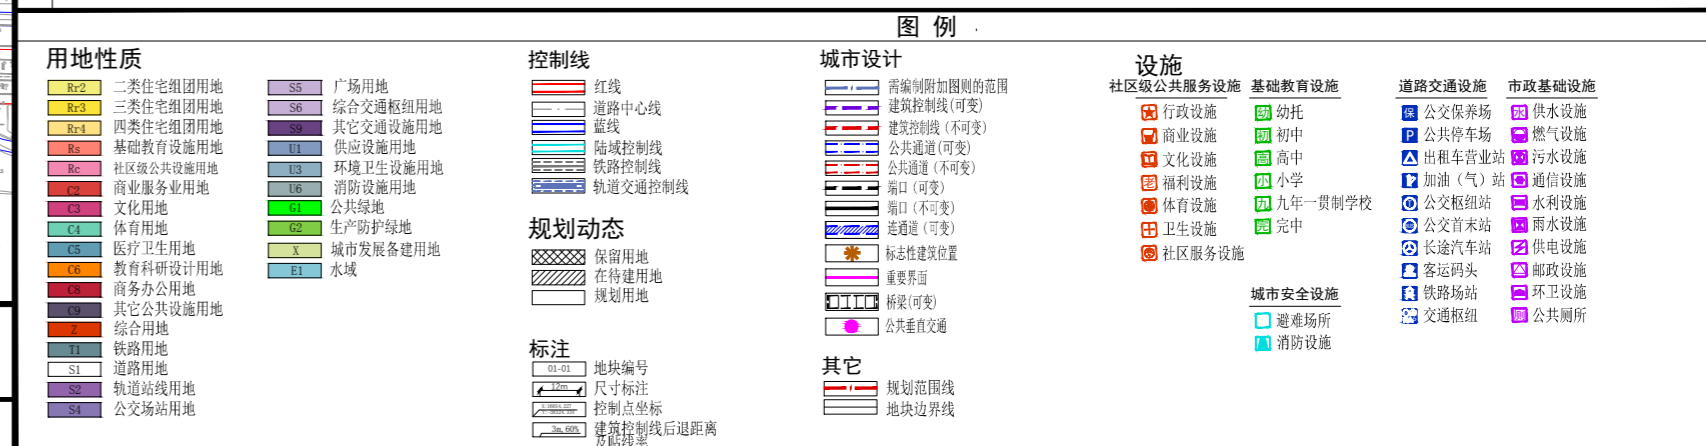 图 例
用地性质
Rr2 二类住宅组团用地
Rr3 三类住宅组团用地
Rr4 四类住宅组团用地
Rs 基础教育设施用地
Rc 社区级公共设施用地
C2 商业服务业用地
C3 文化用地
C4 体育用地
C5 医疗卫生用地
C6 教育科研设计用地
C8 商务办公用地
C9 其它公共设施用地
Z 综合用地
T1 铁路用地
S1 道路用地
S2 轨道站线用地
S4 公交场站用地
S5 广场用地
S6 综合交通枢纽用地
S9 其它交通设施用地
U1 供应设施用地
U3 环境卫生设施用地
U6 消防设施用地
G1 公共绿地
G2 生产防护绿地
X 城市发展备建用地
E1 水域
控制线
红线
道路中心线
蓝线
陆域控制线
铁路控制线
轨道交通控制线
规划动态
保留用地
在待建用地
规划用地
标注
01-01 地块编号
12m 尺寸标注
控制点坐标
3m,60% 建筑控制线后退距离
及贴线率
城市设计
需编制附加图则的范围
建筑控制线(可变)
建筑控制线(不可变)
公共通道(可变)
公共通道(不可变)
端口(可变)
端口(不可变)
连通道(可变)
标志性建筑位置
重要界面
桥梁(可变)
公共垂直交通
其它
规划范围线
地块边界线
设施
社区级公共服务设施
行政设施
商业设施
文化设施
老 福利设施
体育设施
卫生设施
社区服务设施
基础教育设施
幼 幼托
初 初中
高 高中
小 小学
九 九年一贯制学校
完 完中
城市安全设施
避难场所
消防设施
道路交通设施
保 公交保养场
P 公共停车场
出租车营业站
加油（气）站
公交枢纽站
公交首末站
长途汽车站
客运码头
铁路场站
交通枢纽
市政基础设施
水 供水设施
燃气设施
污水设施
通信设施
水利设施
雨水设施
供电设施
邮政设施
环卫设施
厕 公共厕所